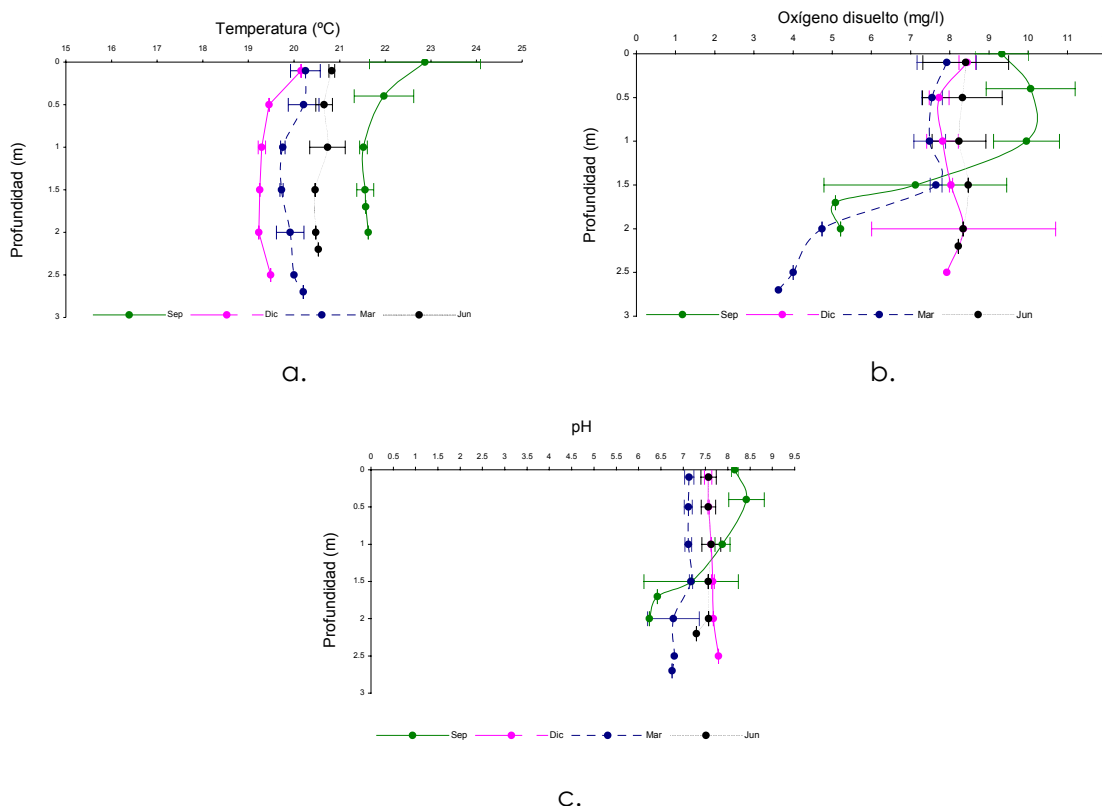 Temperatura (ºC)
15 16 17 18 19 20 21 22 23 24 25
0
0.5
1
1.5
2
2.5
3
Profundidad (m)
Sep Dic Mar Jun
a.
Oxígeno disuelto (mg/l)
0 1 2 3 4 5 6 7 8 9 10 11
0
0.5
1
1.5
2
2.5
3
Profundidad (m)
Sep Dic Mar Jun
b.
pH
0 0.5 1 1.5 2 2.5 3 3.5 4 4.5 5 5.5 6 6.5 7 7.5 8 8.5 9 9.5
0
0.5
1
1.5
2
2.5
3
Profundidad (m)
Sep Dic Mar Jun
c.